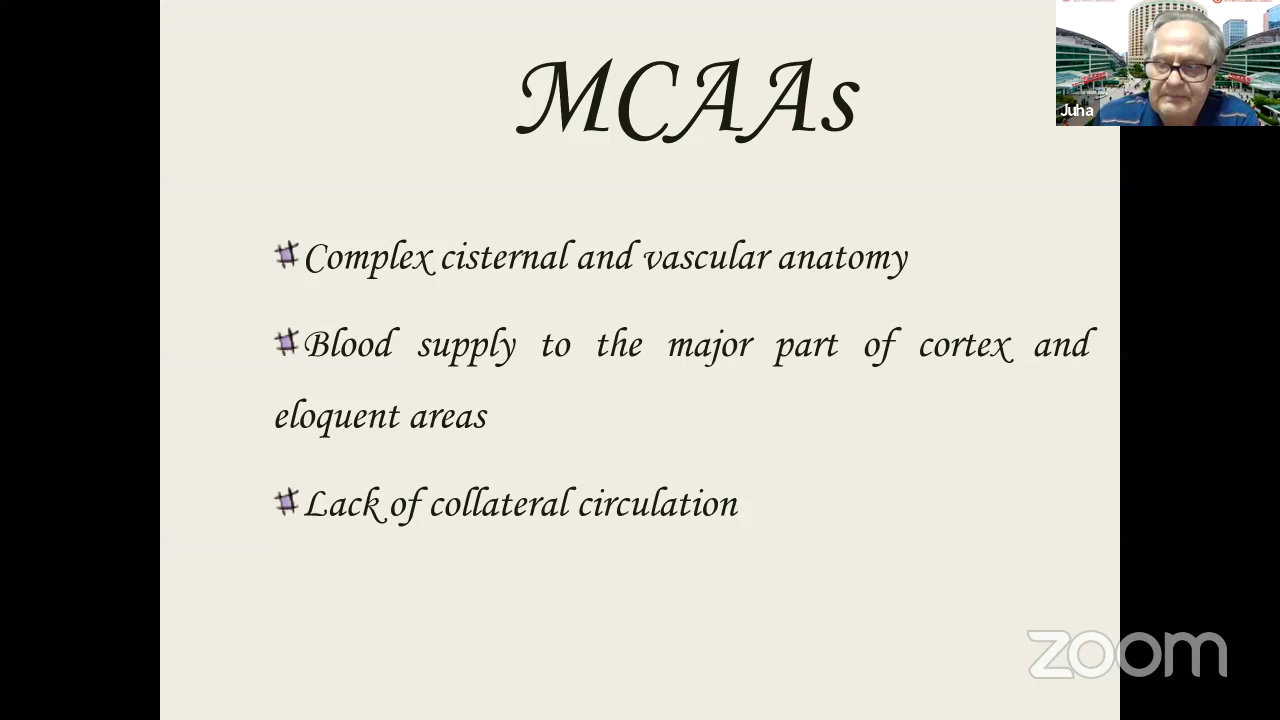 MCAAs
Juha
Complex cisternal and vascular anatomy
Blood supply to the major part of cortex and
eloquent areas
Lack of collateral circulation
zoom